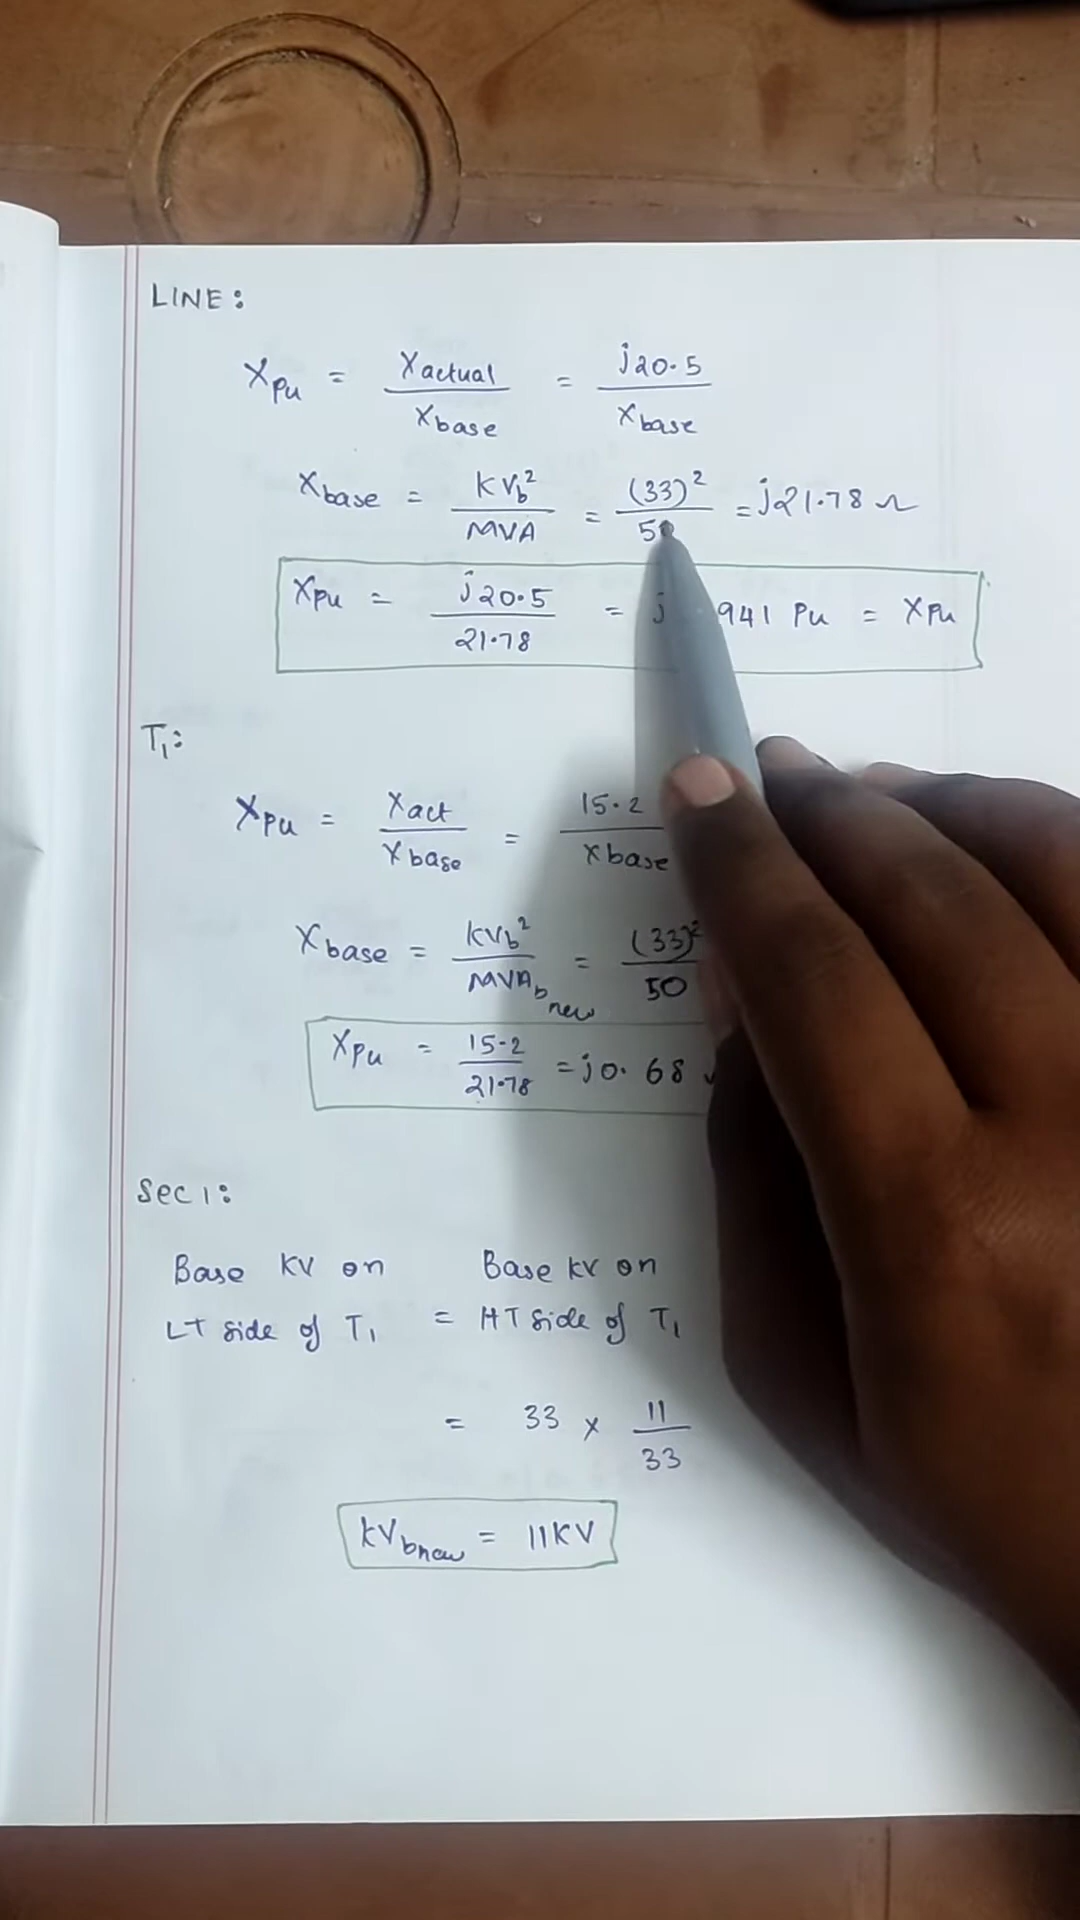 LINE:
Xpu = Xactual / Xbase = j20.5 / Xbase
Xbase = KVb² / MVA = (33)² / 50 = j21.78 Ω
Xpu = j20.5 / 21.78 = j 941 Pu = Xpu
T1:
Xpu = Xact / Xbase = 15.2 / Xbase
Xbase = KVb² / MVAb new = (33)² / 50
Xpu = 15.2 / 21.78 = j0.68
Sec 1:
Base KV on Base KV on
LT side of T1 = HT side of T1
= 33 x 11 / 33
KVbnew = 11KV